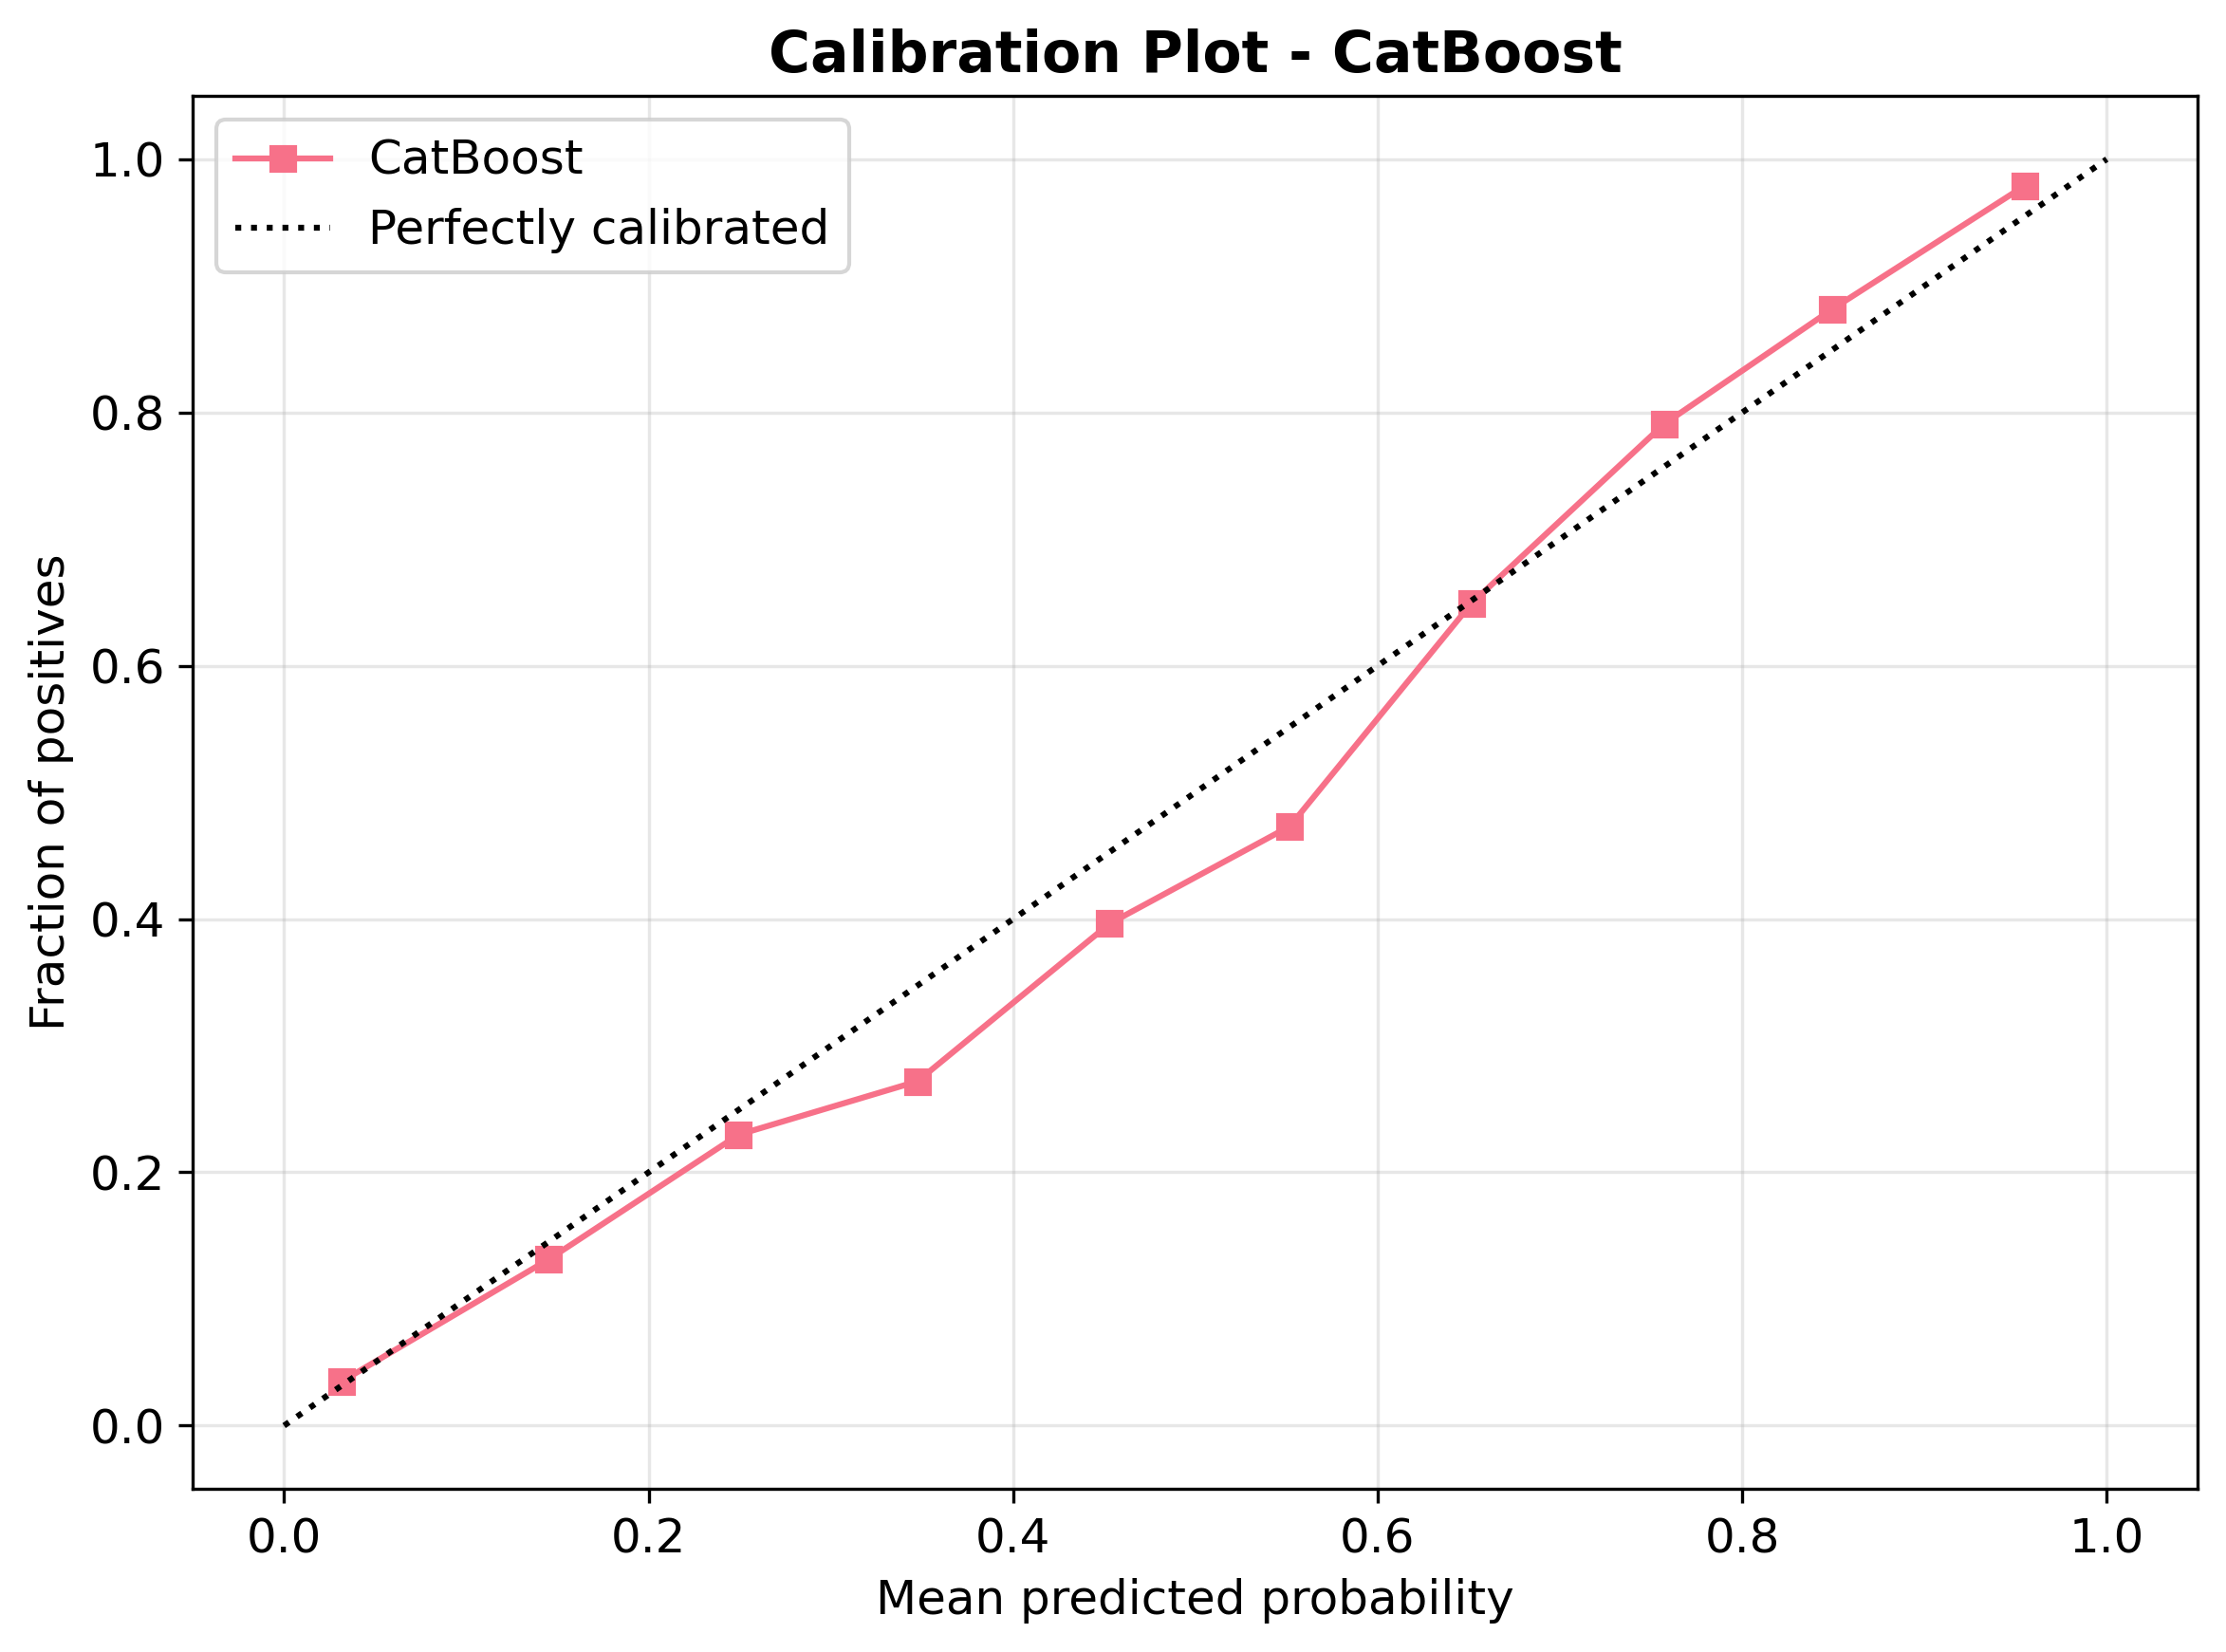 Calibration Plot - CatBoost
CatBoost
Perfectly calibrated
1.0
0.8
0.6
0.4
0.2
0.0
Fraction of positives
0.0 0.2 0.4 0.6 0.8 1.0
Mean predicted probability